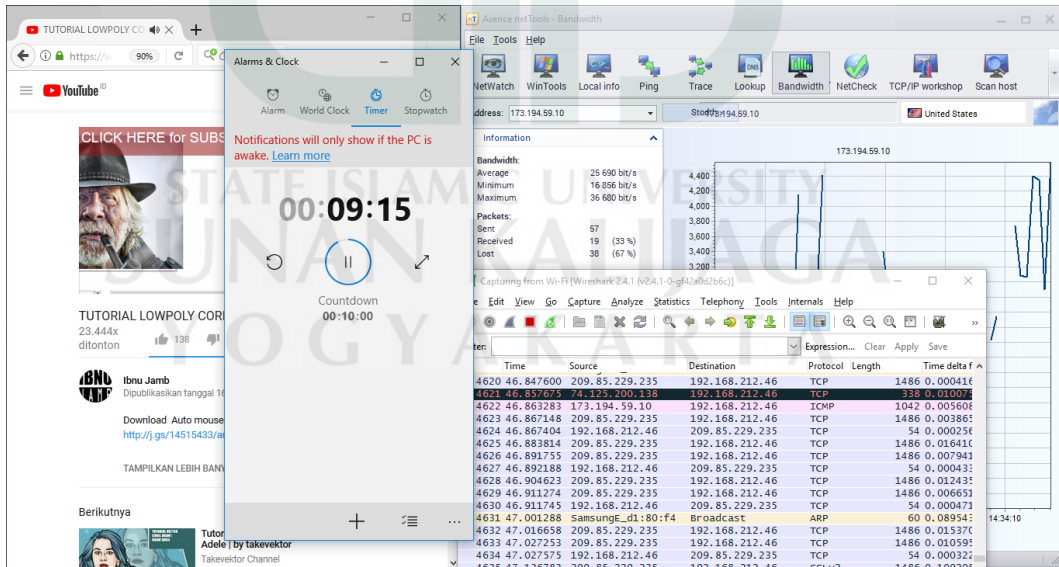 TUTORIAL LOWPOLY CO
https://
90%
YouTube ID
CLICK HERE for SUBS
TUTORIAL LOWPOLY CORE
23.444x
ditonton
138
Ibnu Jamb
Dipublikasikan tanggal 16
Download Auto mouse
http://j.gs/14515433/au
TAMPILKAN LEBIH BANY
Berikutnya
Tutor
Adele | by takevektor
Takevektor Channel
Alarms & Clock
Alarm World Clock Timer Stopwatch
Notifications will only show if the PC is
awake. Learn more
00:09:15
Countdown
00:10:00
Axence netTools - Bandwidth
File Tools Help
NetWatch WinTools Local info Ping Trace Lookup Bandwidth NetCheck TCP/IP workshop Scan host
ddress: 173.194.59.10
United States
Information
Bandwidth:
Average 25 690 bit/s
Minimum 16 856 bit/s
Maximum 36 680 bit/s
Packets:
Sent 57
Received 19 (33 %)
Lost 38 (67 %)
173.194.59.10
4,400
4,200
4,000
3,800
3,600
3,400
3,200
14:34:10
Capturing from Wi-Fi [Wireshark 2.4.1 (v2.4.1-0-gf42a0d2b6c)]
e Edit View Go Capture Analyze Statistics Telephony Tools Internals Help
ter: Expression... Clear Apply Save
Time Source Destination Protocol Length Time delta f
4620 46.847600 209.85.229.235 192.168.212.46 TCP 1486 0.000416
4621 46.857675 74.125.200.138 192.168.212.46 TCP 338 0.010075
4622 46.863283 173.194.59.10 192.168.212.46 ICMP 1042 0.005608
4623 46.867148 209.85.229.235 192.168.212.46 TCP 1486 0.003865
4624 46.867404 192.168.212.46 209.85.229.235 TCP 54 0.000256
4625 46.883814 209.85.229.235 192.168.212.46 TCP 1486 0.016410
4626 46.891755 209.85.229.235 192.168.212.46 TCP 1486 0.007941
4627 46.892188 192.168.212.46 209.85.229.235 TCP 54 0.000433
4628 46.904623 209.85.229.235 192.168.212.46 TCP 1486 0.012435
4629 46.911274 209.85.229.235 192.168.212.46 TCP 1486 0.006651
4630 46.911745 192.168.212.46 209.85.229.235 TCP 54 0.000471
4631 47.001288 SamsungE_d1:80:f4 Broadcast ARP 60 0.089543
4632 47.016658 209.85.229.235 192.168.212.46 TCP 1486 0.015370
4633 47.027253 209.85.229.235 192.168.212.46 TCP 1486 0.010595
4634 47.027575 192.168.212.46 209.85.229.235 TCP 54 0.000322
STATE ISLAMIC UNIVERSITY
SUNAN KALIJAGA
YOGYAKARTA